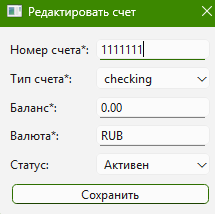 Редактировать счет
Номер счета*: 1111111
Тип счета*: checking
Баланс*: 0.00
Валюта*: RUB
Статус: Активен
Сохранить